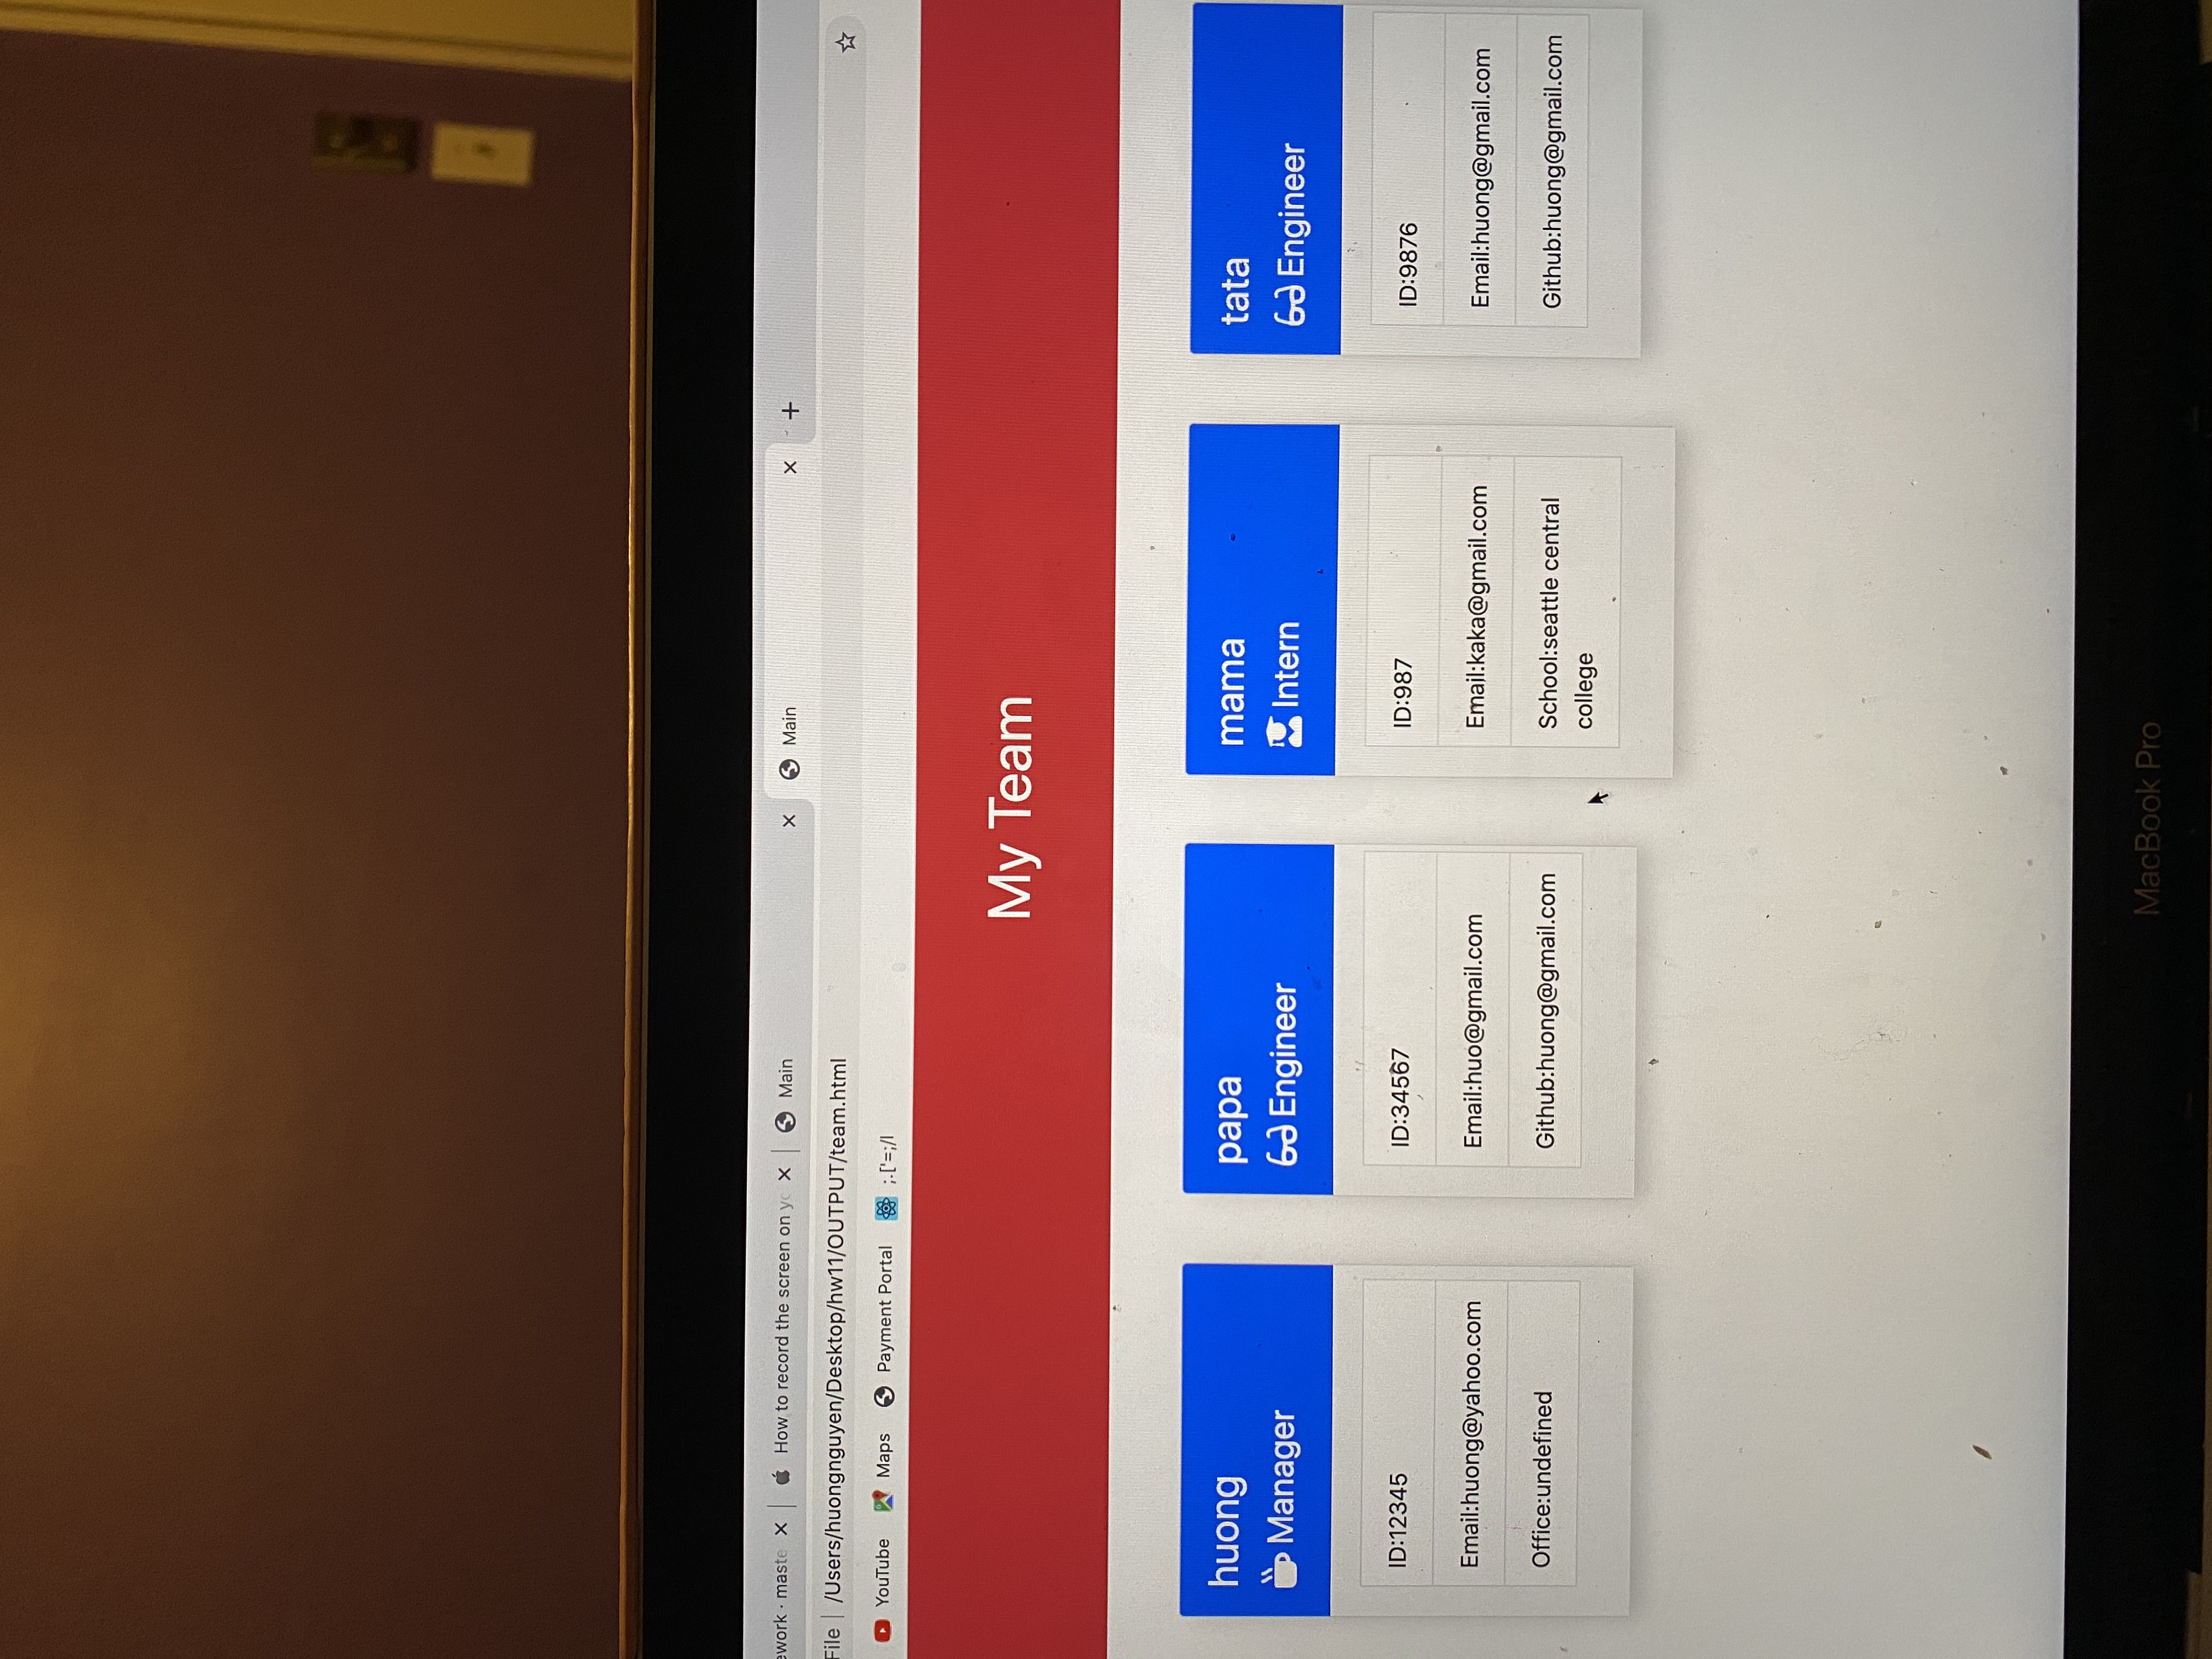 ework · maste
How to record the screen on yo
Main
Main
File
/Users/huongnguyen/Desktop/hw11/OUTPUT/team.html
YouTube
Maps
Payment Portal
;.['=;/l
My Team
huong
Manager
ID:12345
Email:huong@yahoo.com
Office:undefined
papa
Engineer
ID:34567
Email:huo@gmail.com
Github:huong@gmail.com
mama
Intern
ID:987
Email:kaka@gmail.com
School:seattle central
college
tata
Engineer
ID:9876
Email:huong@gmail.com
Github:huong@gmail.com
MacBook Pro